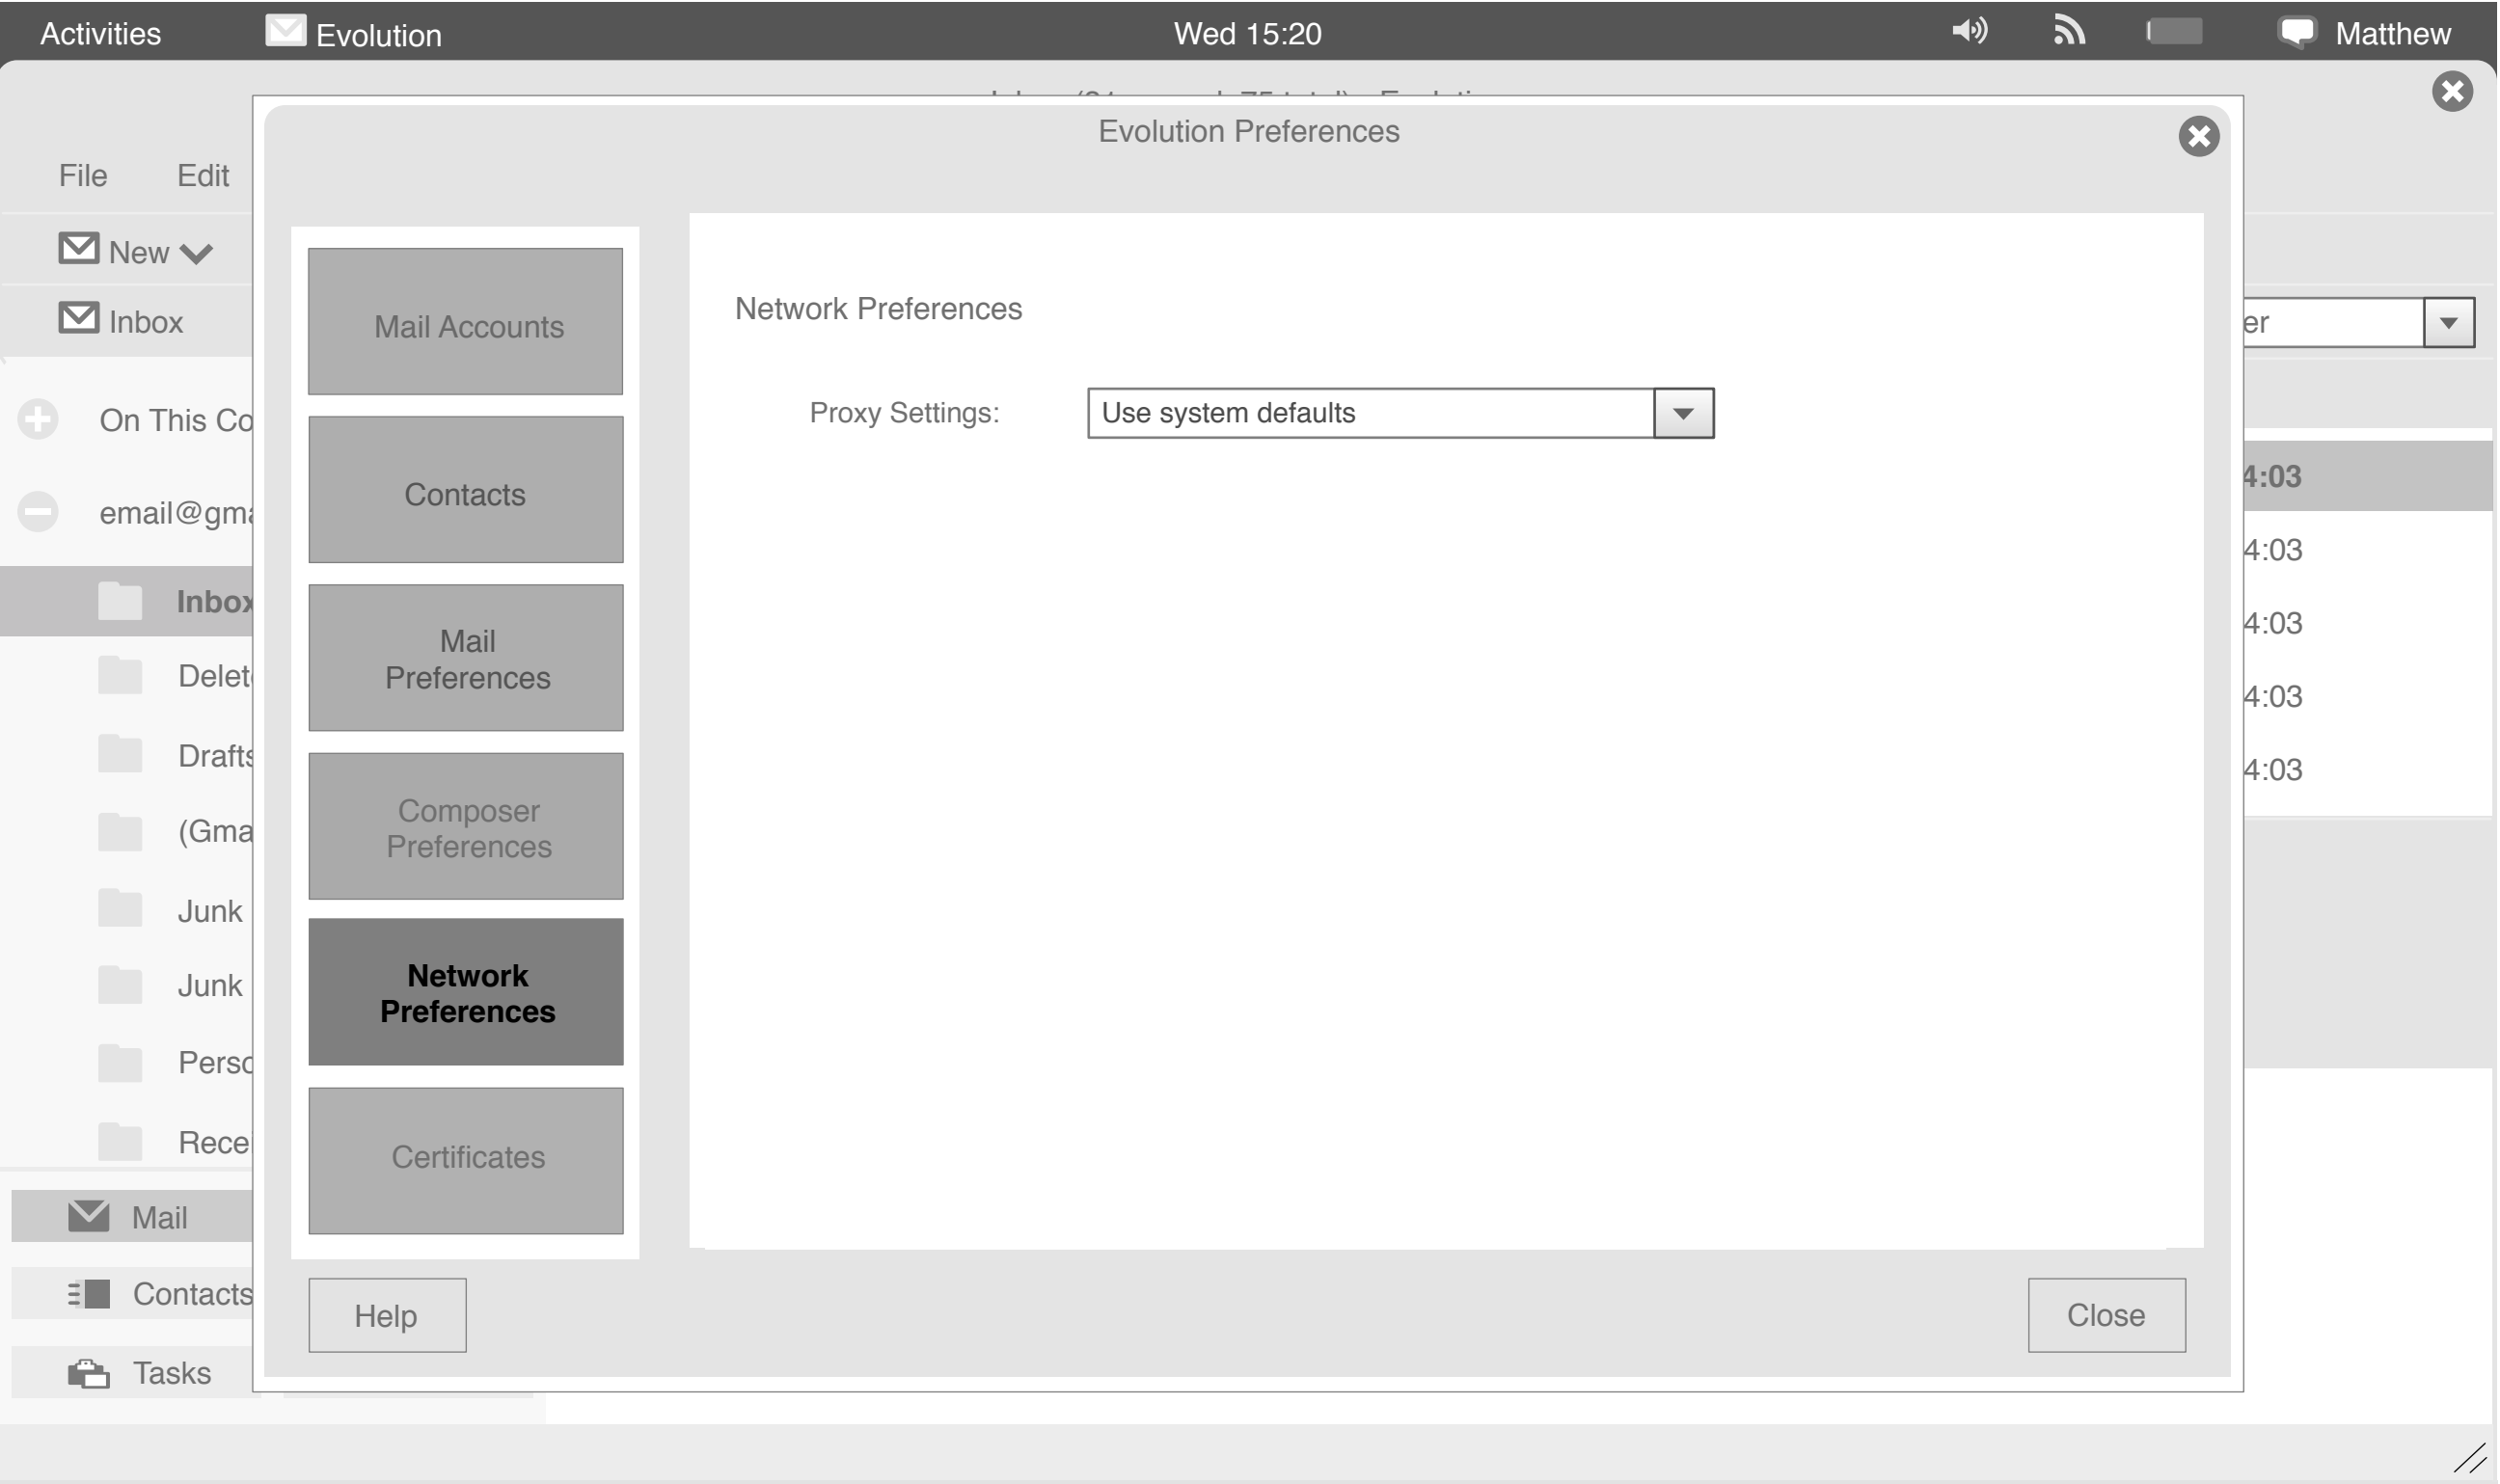 Activities
Evolution
Wed 15:20
Matthew
Evolution Preferences
File
Edit
New
Inbox
er
On This Co
email@gma
Inbox
Delet
Drafts
(Gma
Junk
Junk
Perso
Recei
Mail
Contacts
Tasks
Mail Accounts
Contacts
Mail
Preferences
Composer
Preferences
Network
Preferences
Certificates
Network Preferences
Proxy Settings:
Use system defaults
4:03
4:03
4:03
4:03
4:03
Help
Close